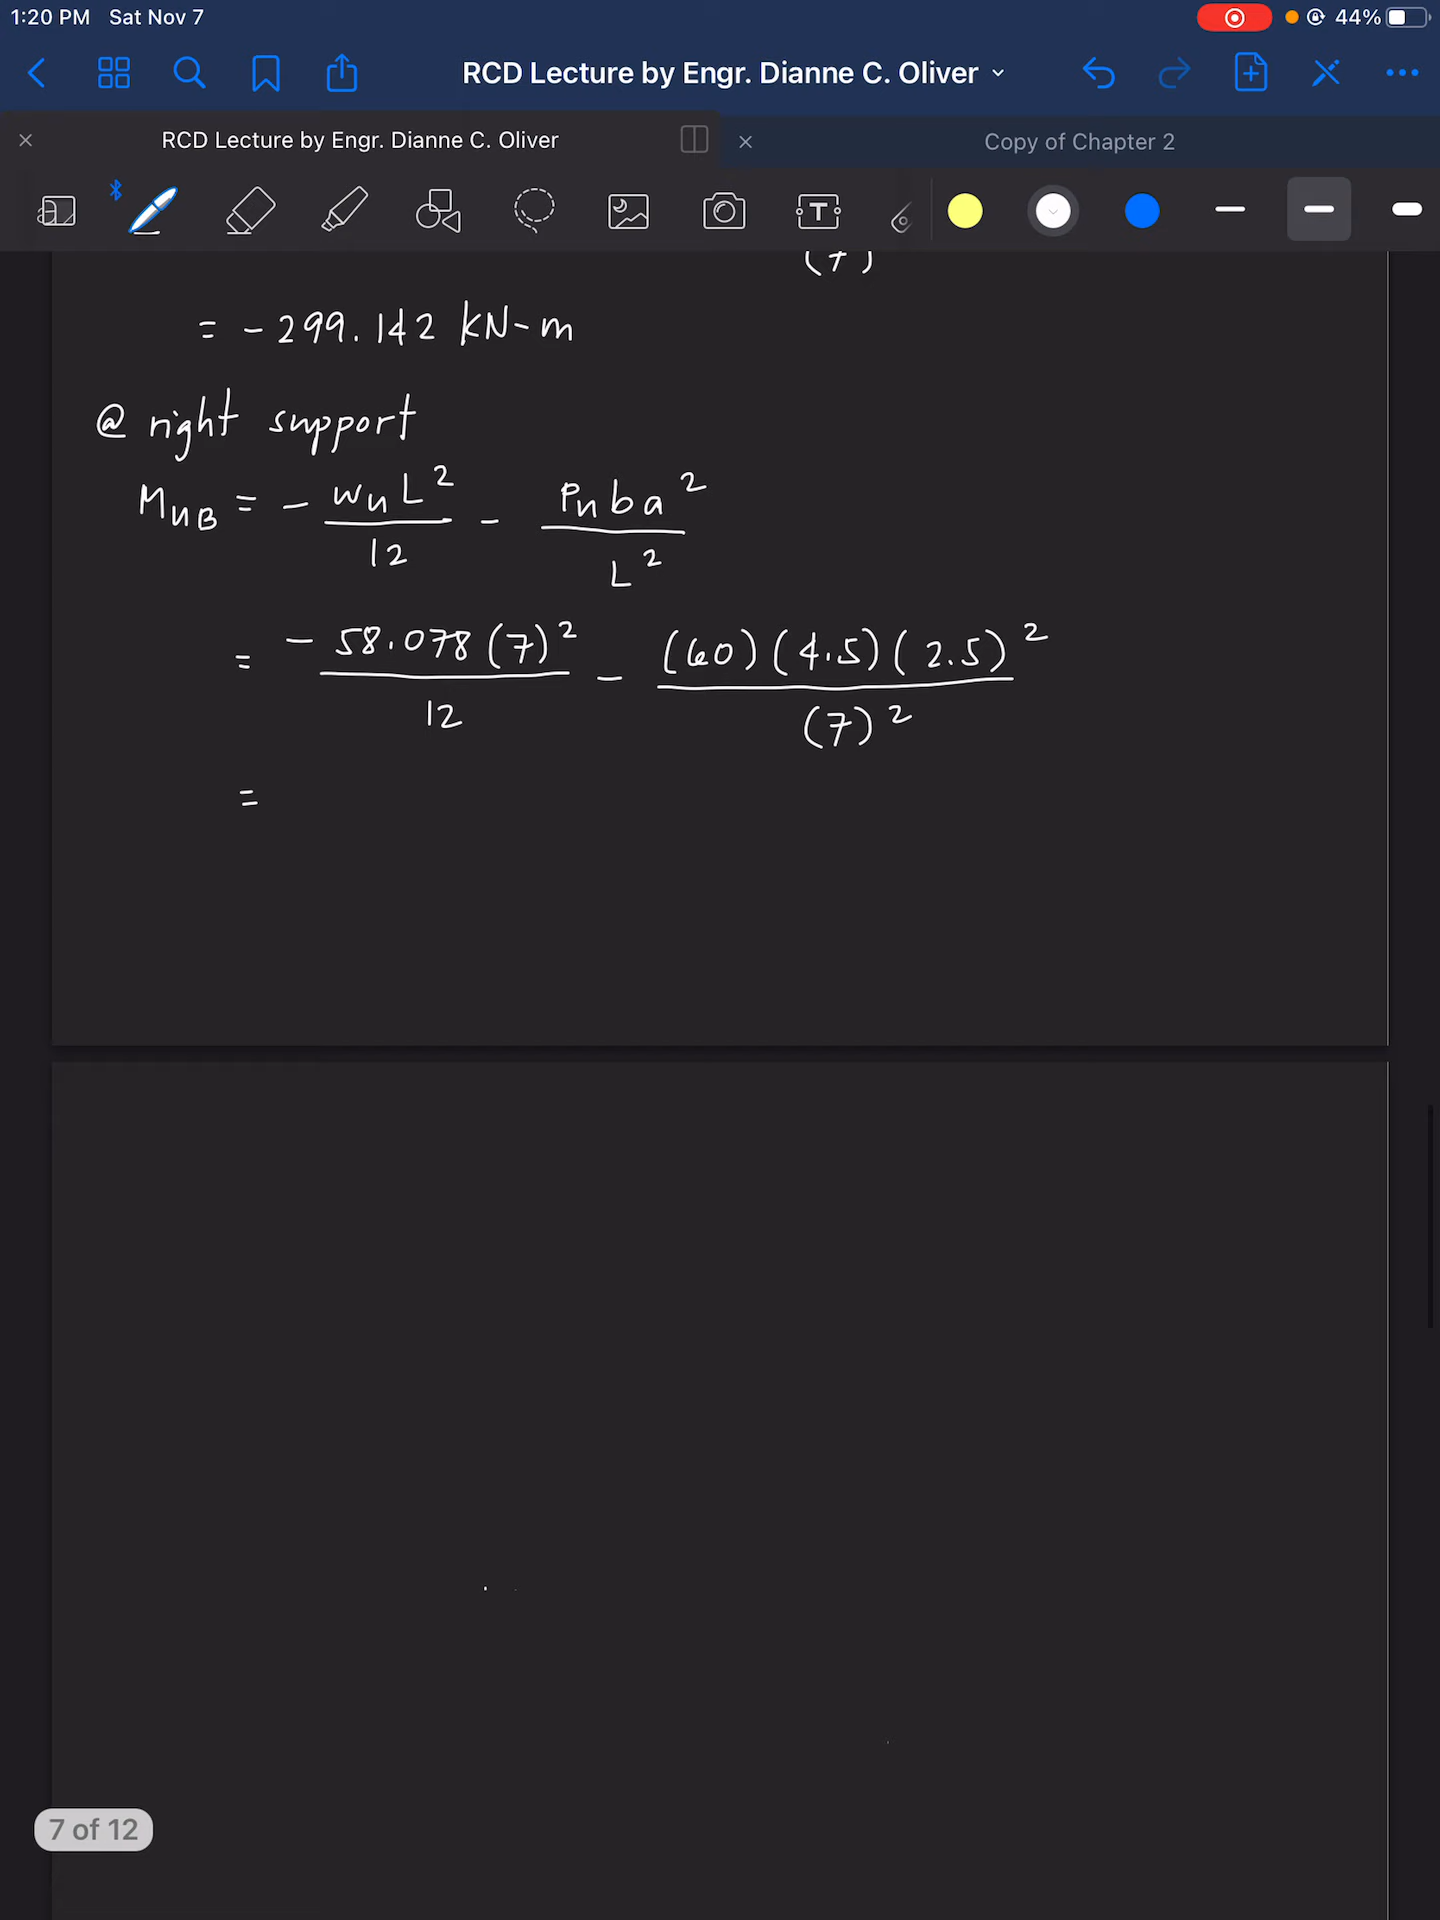 1:20 PM Sat Nov 7 44%
RCD Lecture by Engr. Dianne C. Oliver
RCD Lecture by Engr. Dianne C. Oliver Copy of Chapter 2
T
(7)
= -299.142 kN-m
@ right support
MuB = - wuL² / 12 - Puba² / L²
= -58.078(7)² / 12 - (60)(4.5)(2.5)² / (7)²
=
7 of 12